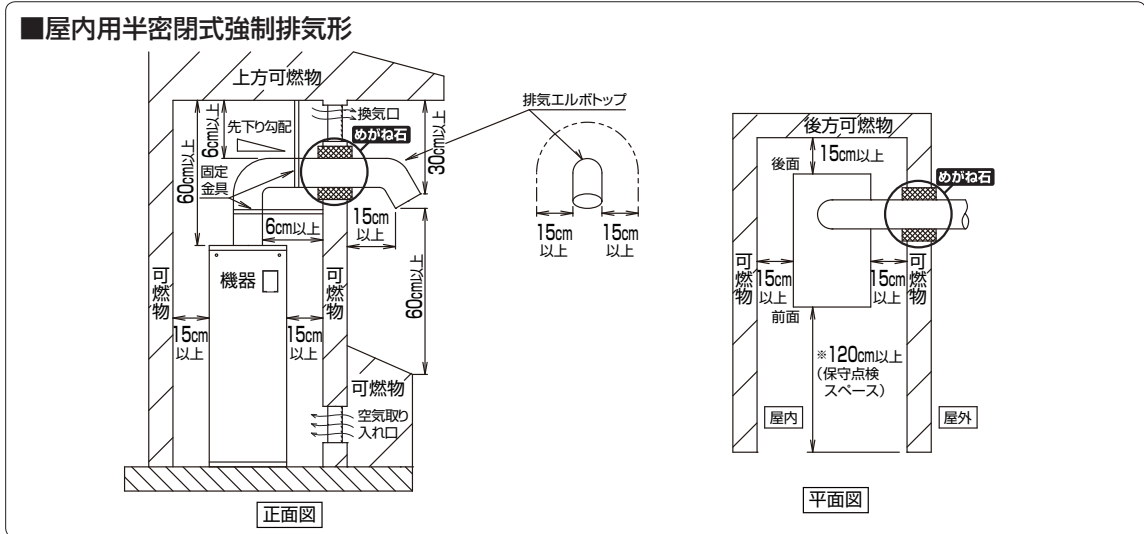 ■屋内用半密閉式強制排気形
上方可燃物
6cm以上
先下り勾配
換気口
めがね石
30cm以上
排気エルボトップ
60cm以上
固定
金具
6cm以上
15cm
以上
60cm以上
可燃物
機器
可燃物
15cm
以上
15cm
以上
可燃物
空気取り
入れ口
正面図
15cm
以上
15cm
以上
後方可燃物
15cm以上
後面
めがね石
可燃物
15cm
以上
15cm
以上
可燃物
前面
※120cm以上
(保守点検
スペース)
屋内
屋外
平面図